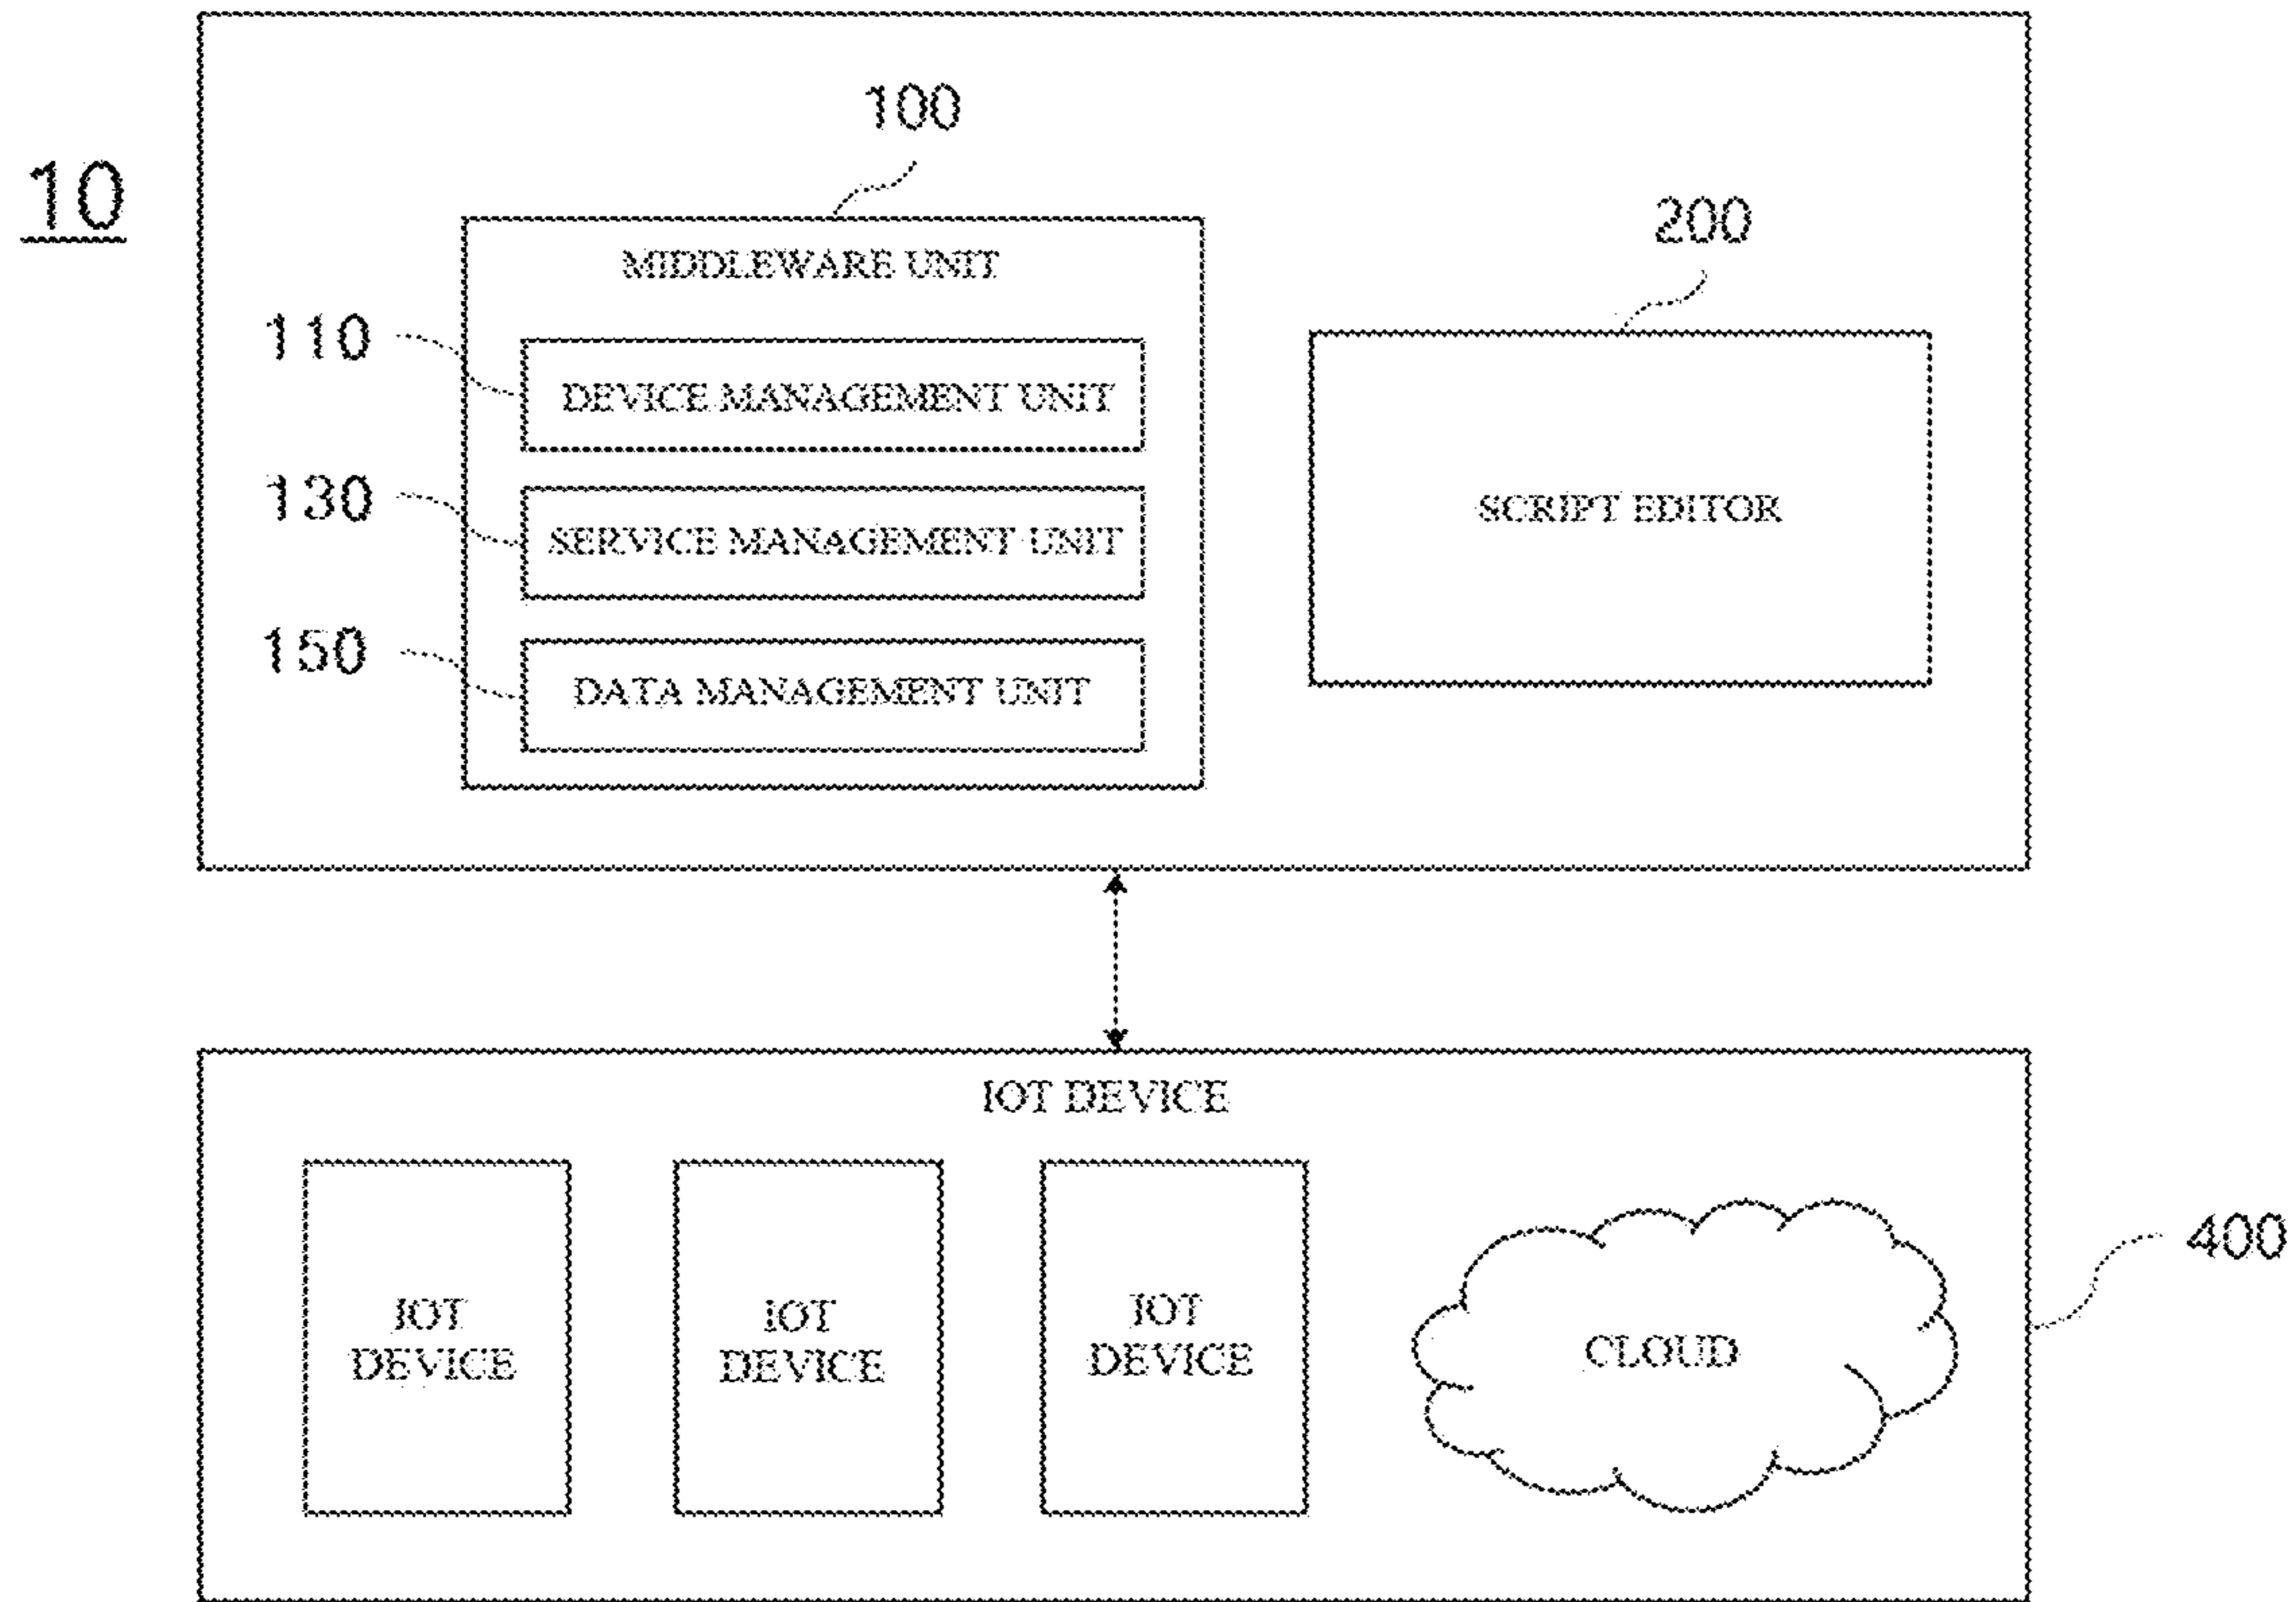 10
100
200
MIDDLEWARE UNIT
110
DEVICE MANAGEMENT UNIT
130
SERVICE MANAGEMENT UNIT
150
DATA MANAGEMENT UNIT
SCRIPT EDITOR
IOT DEVICE
IOT
DEVICE
IOT
DEVICE
IOT
DEVICE
CLOUD
400